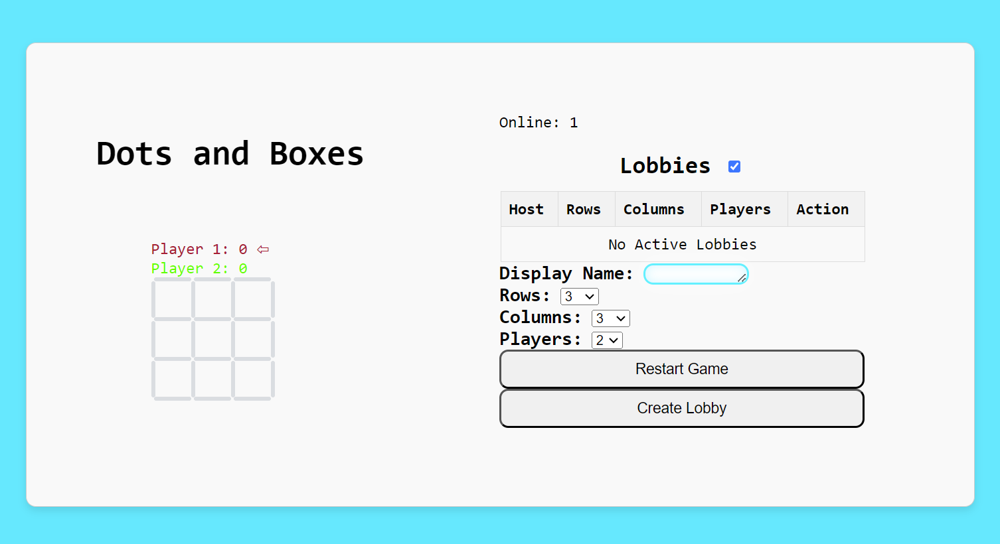 Dots and Boxes
Player 1: 0 ⇦
Player 2: 0
Online: 1
Lobbies
Host Rows Columns Players Action
No Active Lobbies
Display Name:
Rows: 3
Columns: 3
Players: 2
Restart Game
Create Lobby